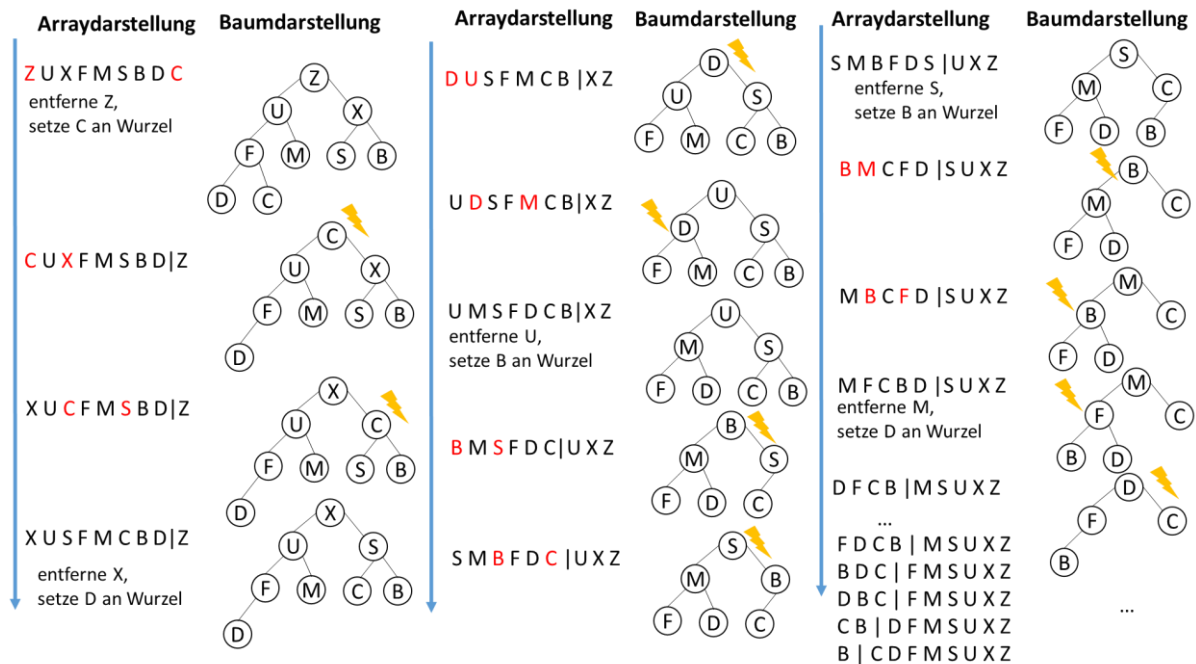 Arraydarstellung Baumdarstellung
Z U X F M S B D C
entferne Z,
setze C an Wurzel
Z
U X
F M S B
D C
C U X F M S B D|Z
C
U X
F M S B
D
X U C F M S B D|Z
X
U C
F M S B
D
X U S F M C B D|Z
entferne X,
setze D an Wurzel
X
U S
F M C B
D
Arraydarstellung Baumdarstellung
D U S F M C B |X Z
D
U S
F M C B
U D S F M C B|X Z
U
D S
F M C B
U M S F D C B|X Z
entferne U,
setze B an Wurzel
U
M S
F D C B
B M S F D C|U X Z
B
M S
F D C
S M B F D C |U X Z
S
M B
F D C
Arraydarstellung Baumdarstellung
S M B F D S |U X Z
entferne S,
setze B an Wurzel
S
M C
F D B
B M C F D |S U X Z
B
M C
F D
M B C F D |S U X Z
M
B C
F D
M F C B D |S U X Z
entferne M,
setze D an Wurzel
M
F C
B D
D F C B |M S U X Z
D
F C
B
...
F D C B | M S U X Z
B D C | F M S U X Z
D B C | F M S U X Z
C B | D F M S U X Z
B | C D F M S U X Z
...